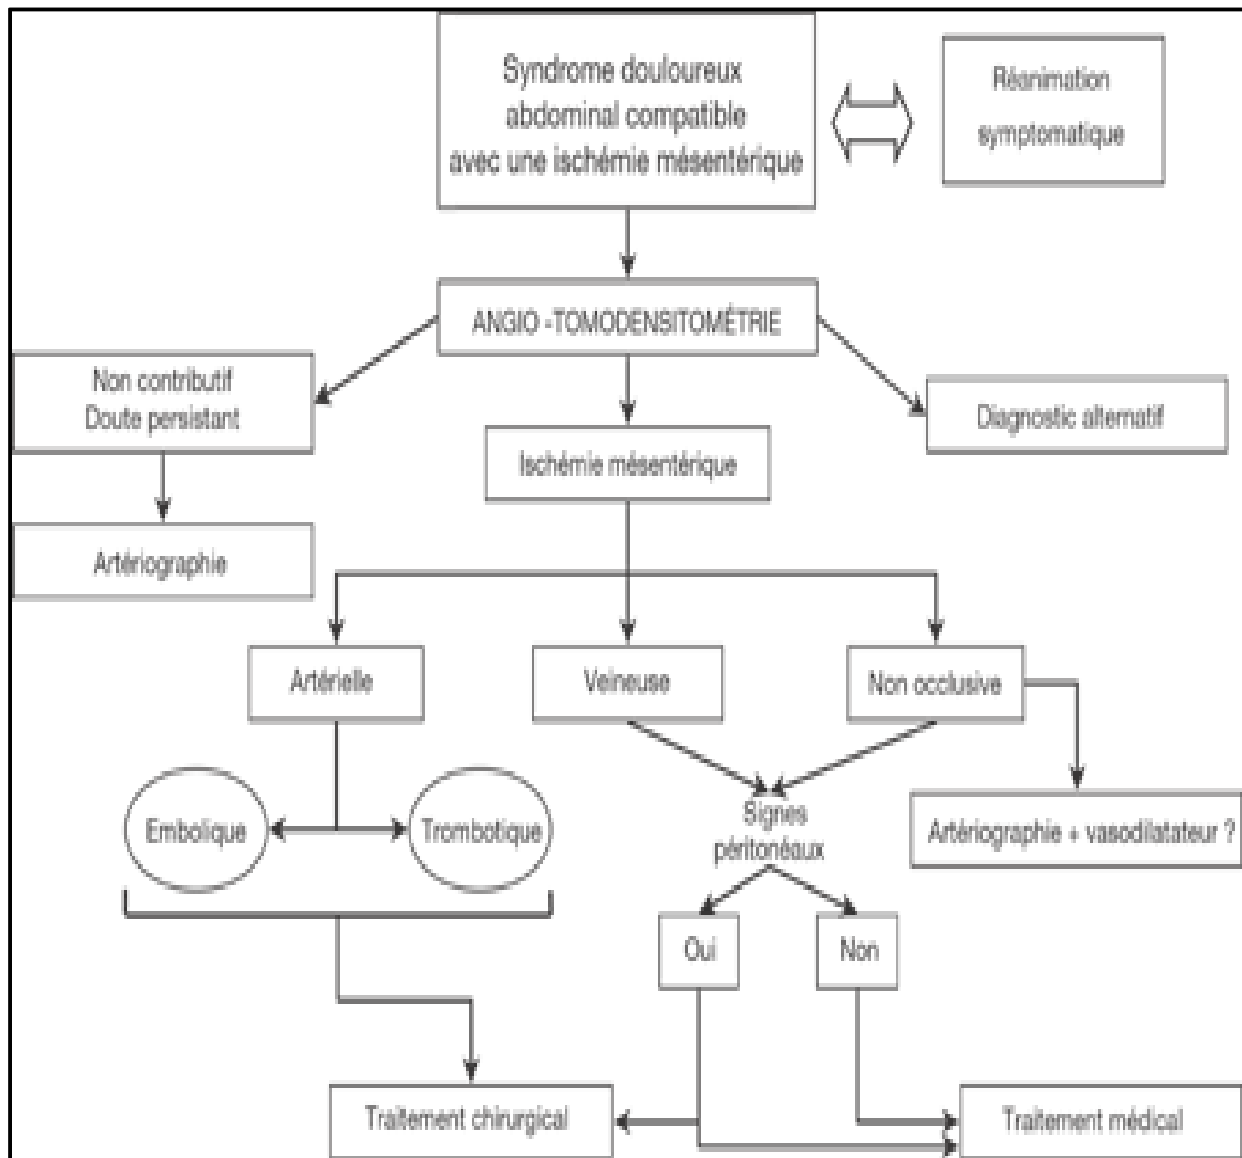 Syndrome douloureux
abdominal compatible
avec une ischémie mésentérique
Réanimation
symptomatique
ANGIO -TOMODENSITOMÉTRIE
Non contributif
Doute persistant
Diagnostic alternatif
Ischémie mésentérique
Artériographie
Artérielle
Veineuse
Non occlusive
Embolique
Trombotique
Signes
péritonéaux
Artériographie + vasodilatateur ?
Oui
Non
Traitement chirurgical
Traitement médical